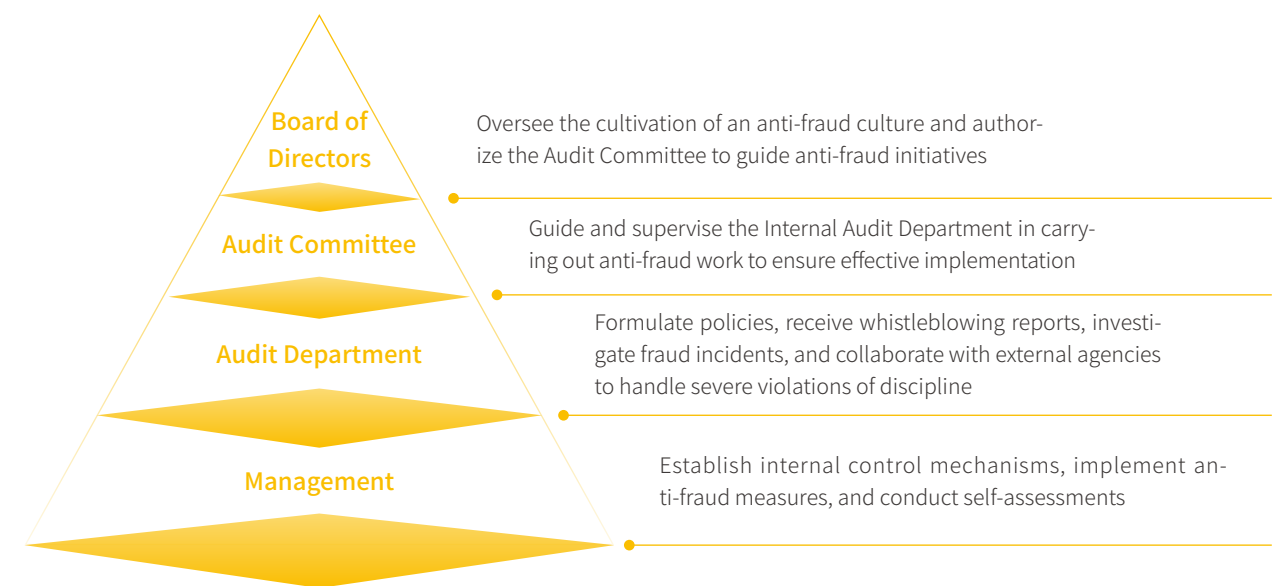 Board of
Directors
Oversee the cultivation of an anti-fraud culture and author-
ize the Audit Committee to guide anti-fraud initiatives
Audit Committee
Guide and supervise the Internal Audit Department in carry-
ing out anti-fraud work to ensure effective implementation
Audit Department
Formulate policies, receive whistleblowing reports, investi-
gate fraud incidents, and collaborate with external agencies
to handle severe violations of discipline
Management
Establish internal control mechanisms, implement an-
ti-fraud measures, and conduct self-assessments